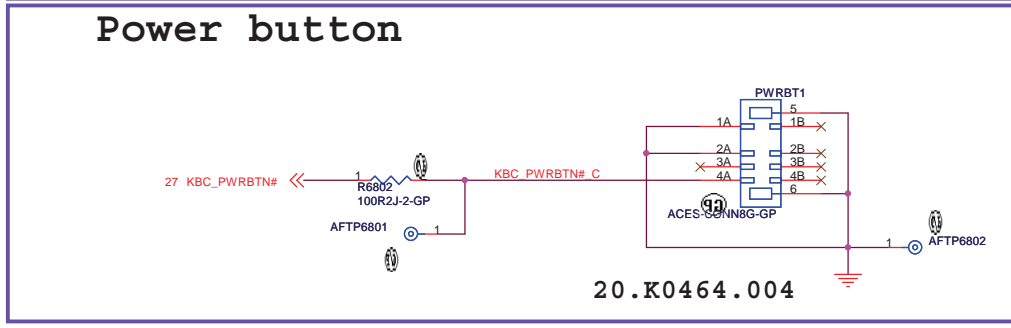 Power button
PWRBT1
5
1A 1B
2A 2B
3A 3B
4A 4B
6
ACES-CONN8G-GP
27 KBC_PWRBTN#
1
R6802
100R2J-2-GP
KBC_PWRBTN#_C
AFTP6801
1
1
AFTP6802
20.K0464.004